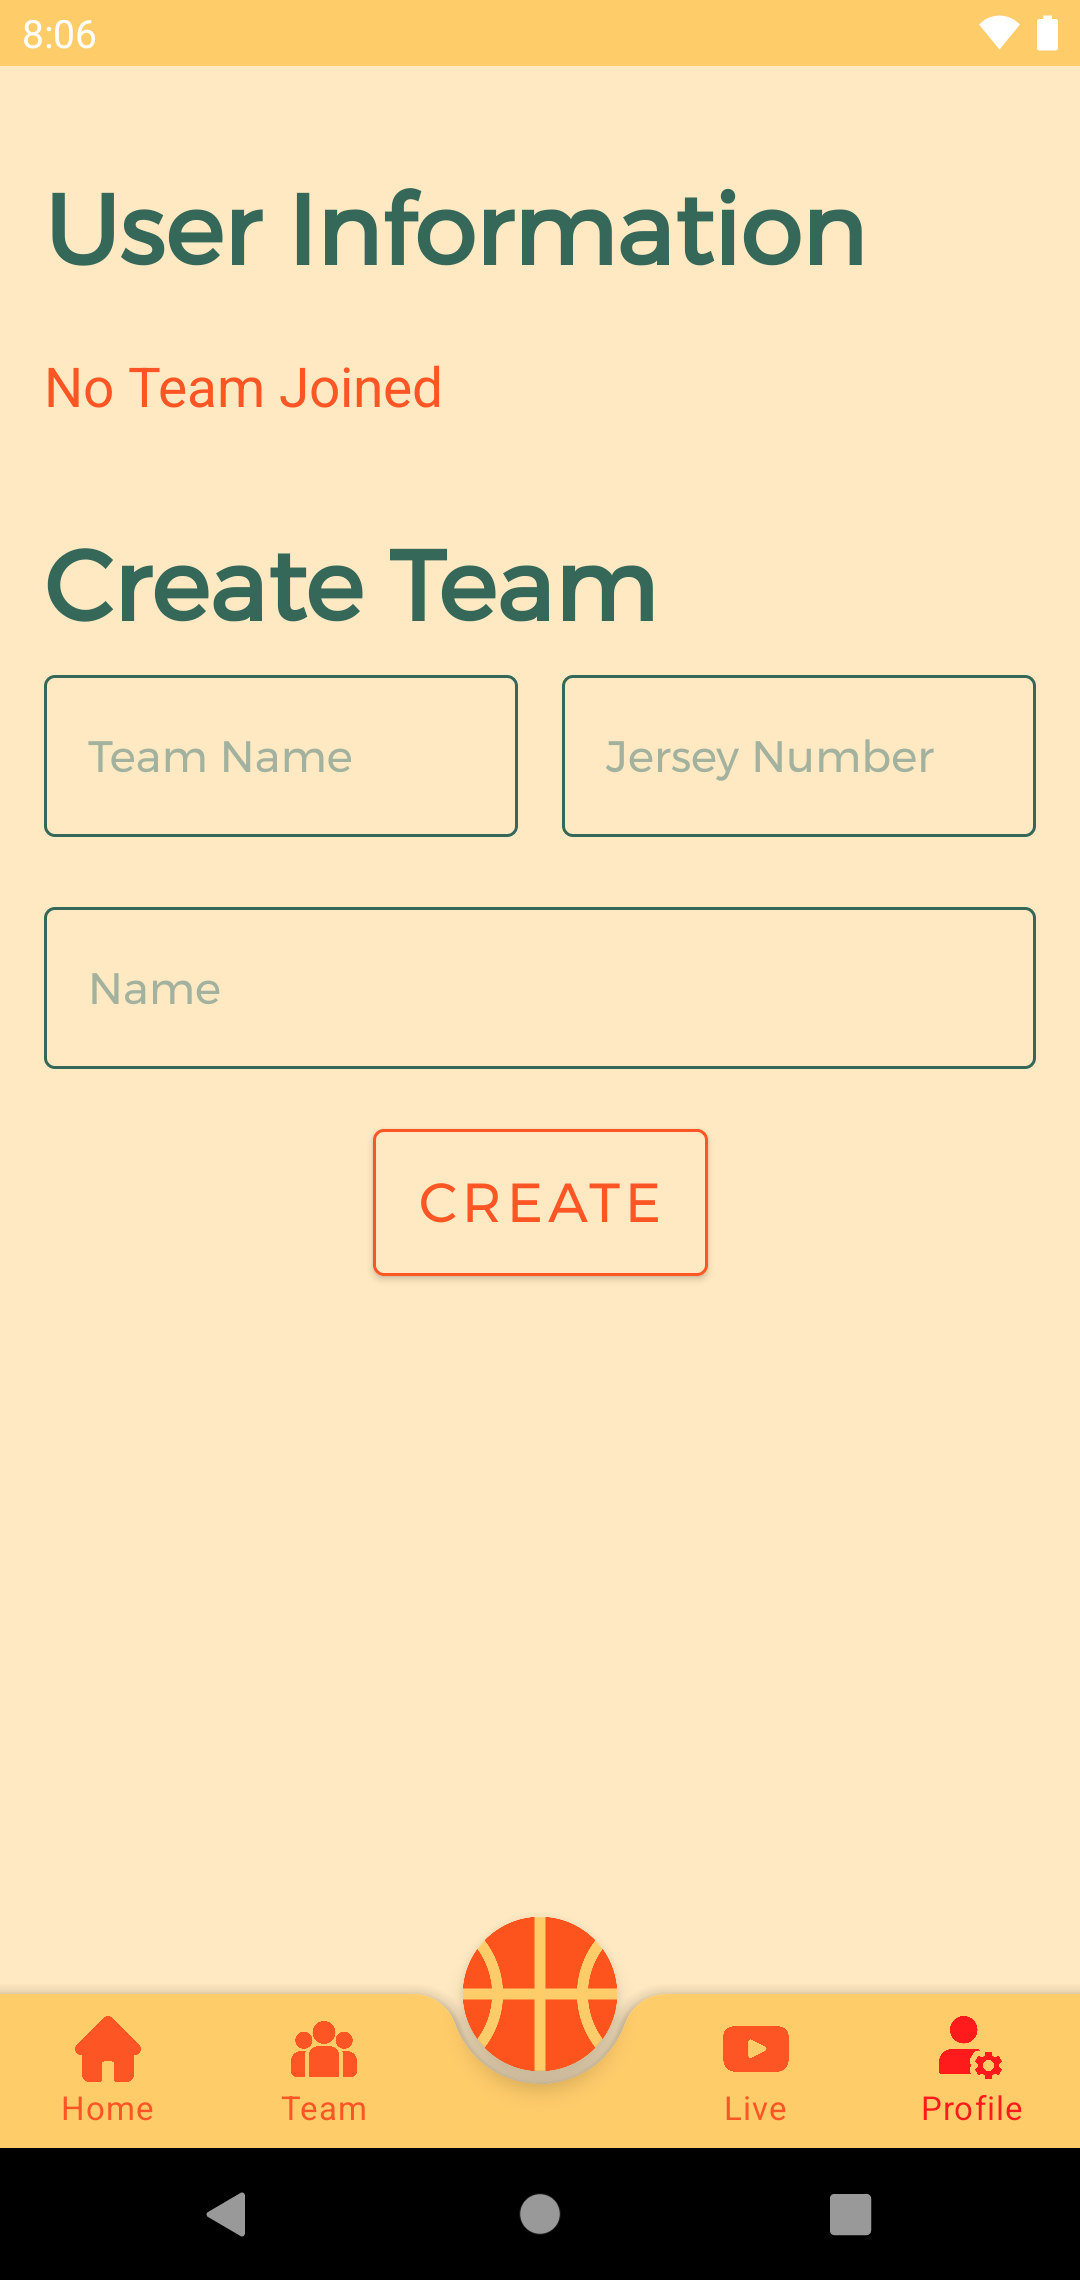 8:06
User Information
No Team Joined
Create Team
Team Name
Jersey Number
Name
CREATE
Home
Team
Live
Profile